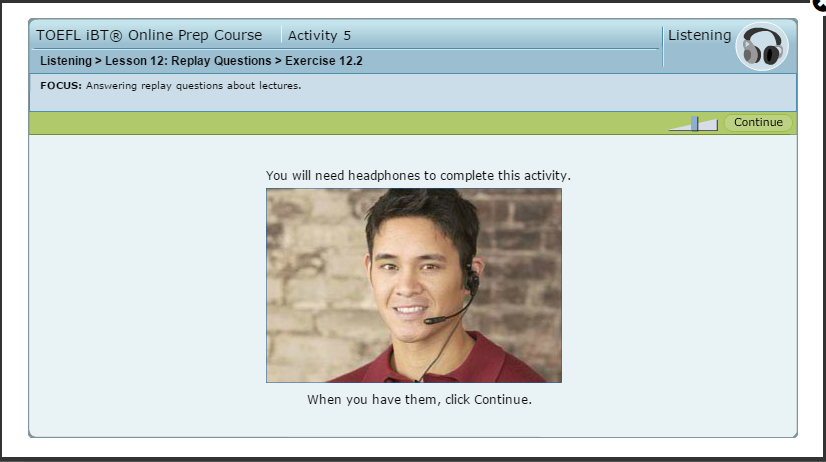 TOEFL iBT® Online Prep Course Activity 5 Listening
Listening > Lesson 12: Replay Questions > Exercise 12.2
FOCUS: Answering replay questions about lectures.
Continue
You will need headphones to complete this activity.
When you have them, click Continue.